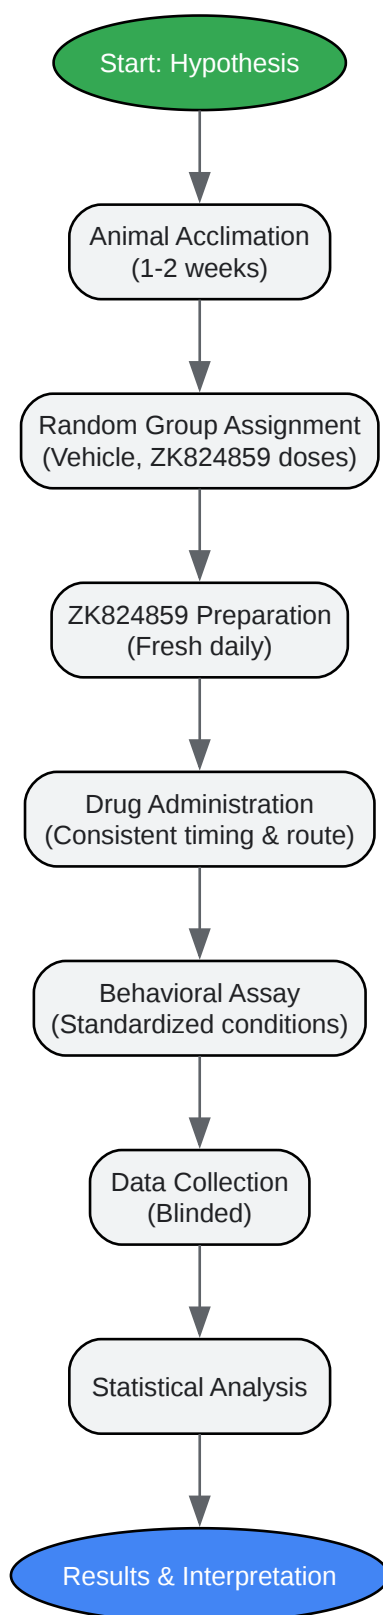 Start: Hypothesis
Animal Acclimation
(1-2 weeks)
Random Group Assignment
(Vehicle, ZK824859 doses)
ZK824859 Preparation
(Fresh daily)
Drug Administration
(Consistent timing & route)
Behavioral Assay
(Standardized conditions)
Data Collection
(Blinded)
Statistical Analysis
Results & Interpretation